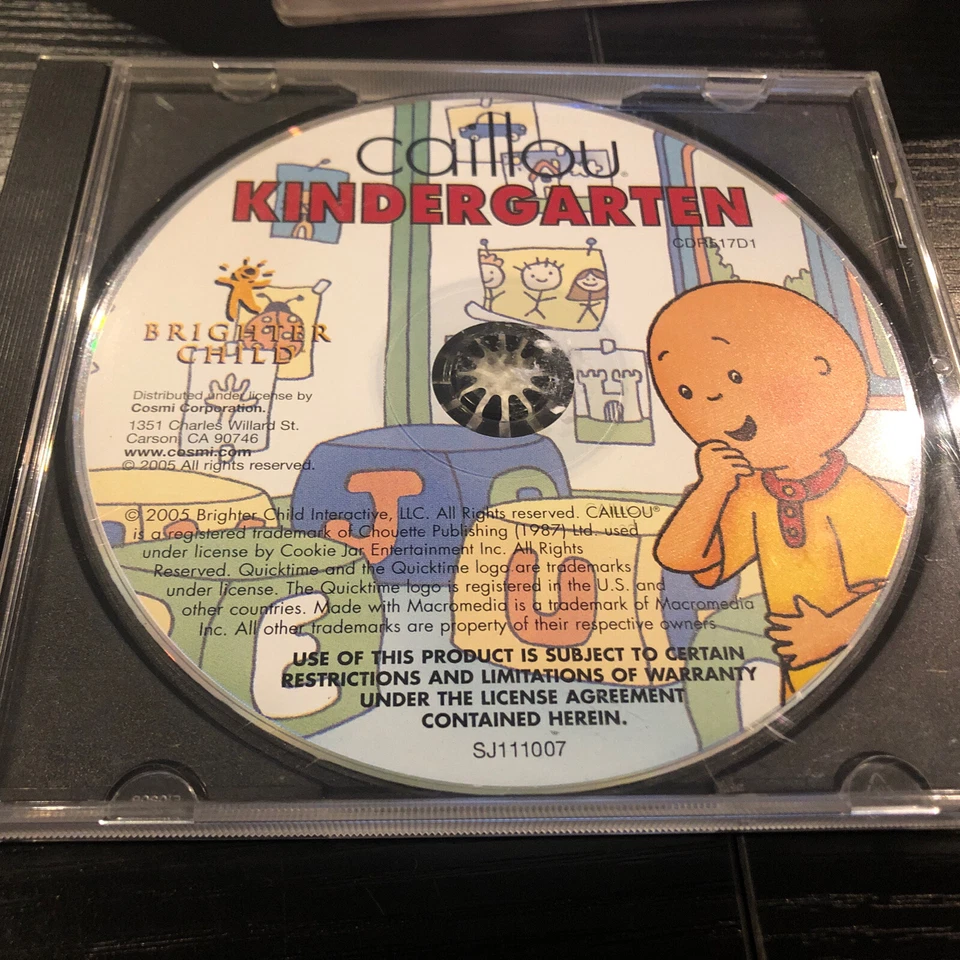 caillou®
KINDERGARTEN
CDR517D1
BRIGHTER
CHILD
Distributed under license by
Cosmi Corporation.
1351 Charles Willard St.
Carson, CA 90746
www.cosmi.com
© 2005 All rights reserved.
J
E
U
© 2005 Brighter Child Interactive, LLC. All Rights reserved. CAILLOU®
is a registered trademark of Chouette Publishing (1987) Ltd. used
under license by Cookie Jar Entertainment Inc. All Rights
Reserved. Quicktime and the Quicktime logo are trademarks
under license. The Quicktime logo is registered in the U.S. and
other countries. Made with Macromedia is a trademark of Macromedia
Inc. All other trademarks are property of their respective owners
USE OF THIS PRODUCT IS SUBJECT TO CERTAIN
RESTRICTIONS AND LIMITATIONS OF WARRANTY
UNDER THE LICENSE AGREEMENT
CONTAINED HEREIN.
SJ111007